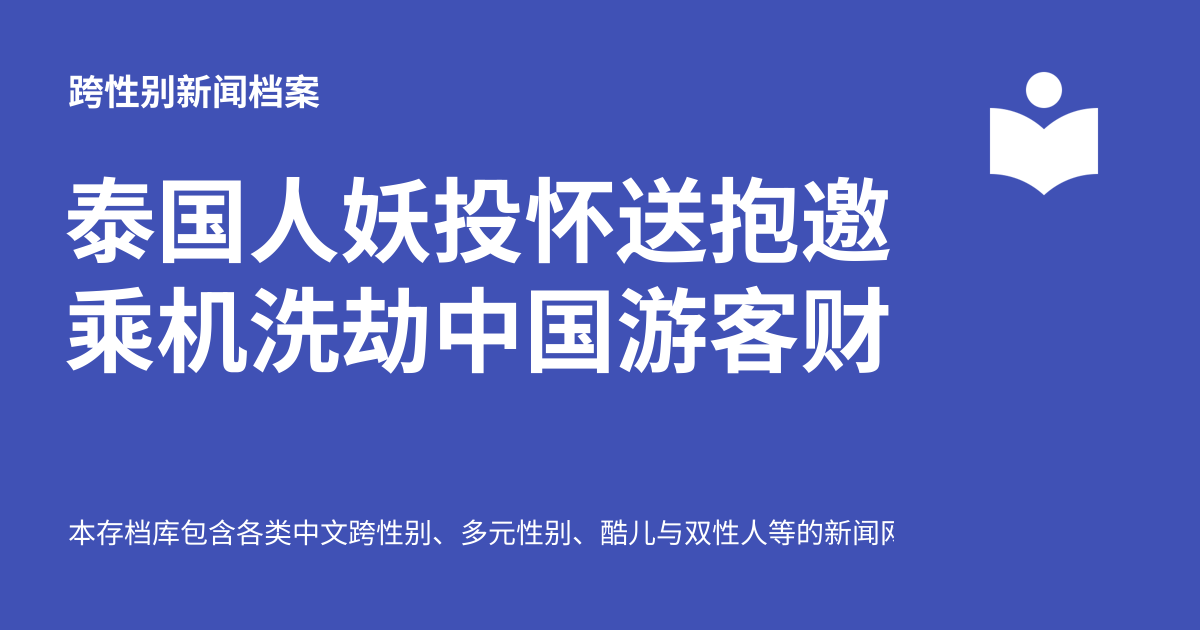 跨性别新闻档案
泰国人妖投怀送抱邀
乘机洗劫中国游客财
本存档库包含各类中文跨性别、多元性别、酷儿与双性人等的新闻